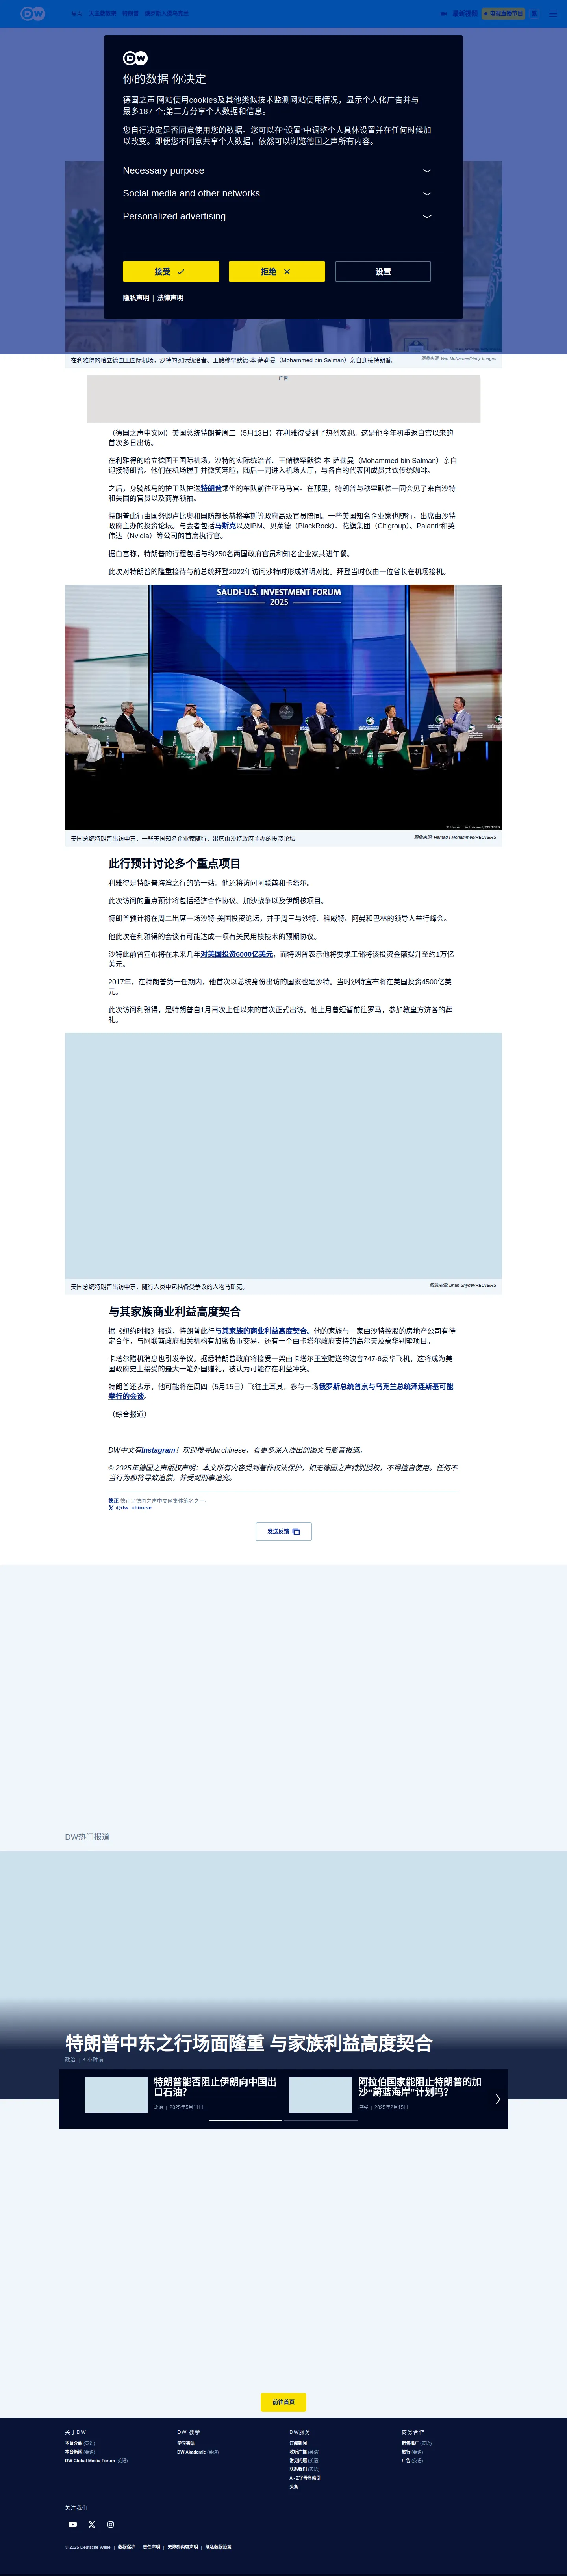 DW
你的数据 你决定
德国之声¨网站使用cookies及其他类似技术监测网站使用情况，显示个人化广告并与
最多187 个;第三方分享个人数据和信息。
您自行决定是否同意使用您的数据。您可以在“设置”中调整个人具体设置并在任何时候加
以改变。即便您不同意共享个人数据，依然可以浏览德国之声所有内容。
Necessary purpose
Social media and other networks
Personalized advertising
接受
拒绝
设置
隐私声明 | 法律声明
在利雅得的哈立德国王国际机场，沙特的实际统治者、王储穆罕默德·本·萨勒曼（Mohammed bin Salman）亲自迎接特朗普。
图像来源: Win McNamee/Getty Images
广告
（德国之声中文网）美国总统特朗普周二（5月13日）在利雅得受到了热烈欢迎。这是他今年初重返白宫以来的
首次多日出访。
在利雅得的哈立德国王国际机场，沙特的实际统治者、王储穆罕默德·本·萨勒曼（Mohammed bin Salman）亲自
迎接特朗普。他们在机场握手并微笑寒暄，随后一同进入机场大厅，与各自的代表团成员共饮传统咖啡。
之后，身骑战马的护卫队护送特朗普乘坐的车队前往亚马马宫。在那里，特朗普与穆罕默德一同会见了来自沙特
和美国的官员以及商界领袖。
特朗普此行由国务卿卢比奥和国防部长赫格塞斯等政府高级官员陪同。一些美国知名企业家也随行，出席由沙特
政府主办的投资论坛。与会者包括马斯克以及IBM、贝莱德（BlackRock）、花旗集团（Citigroup）、Palantir和英
伟达（Nvidia）等公司的首席执行官。
据白宫称，特朗普的行程包括与约250名两国政府官员和知名企业家共进午餐。
此次对特朗普的隆重接待与前总统拜登2022年访问沙特时形成鲜明对比。拜登当时仅由一位省长在机场接机。
SAUDI-U.S. INVESTMENT FORUM
2025
© Hamad I Mohammed/REUTERS
美国总统特朗普出访中东，一些美国知名企业家随行，出席由沙特政府主办的投资论坛
图像来源: Hamad I Mohammed/REUTERS
此行预计讨论多个重点项目
利雅得是特朗普海湾之行的第一站。他还将访问阿联酋和卡塔尔。
此次访问的重点预计将包括经济合作协议、加沙战争以及伊朗核项目。
特朗普预计将在周二出席一场沙特-美国投资论坛，并于周三与沙特、科威特、阿曼和巴林的领导人举行峰会。
他此次在利雅得的会谈有可能达成一项有关民用核技术的预期协议。
沙特此前曾宣布将在未来几年对美国投资6000亿美元，而特朗普表示他将要求王储将该投资金额提升至约1万亿
美元。
2017年，在特朗普第一任期内，他首次以总统身份出访的国家也是沙特。当时沙特宣布将在美国投资4500亿美
元。
此次访问利雅得，是特朗普自1月再次上任以来的首次正式出访。他上月曾短暂前往罗马，参加教皇方济各的葬
礼。
美国总统特朗普出访中东，随行人员中包括备受争议的人物马斯克。
图像来源: Brian Snyder/REUTERS
与其家族商业利益高度契合
据《纽约时报》报道，特朗普此行与其家族的商业利益高度契合。他的家族与一家由沙特控股的房地产公司有待
定合作，与阿联酋政府相关机构有加密货币交易，还有一个由卡塔尔政府支持的高尔夫及豪华别墅项目。
卡塔尔赠机消息也引发争议。据悉特朗普政府将接受一架由卡塔尔王室赠送的波音747-8豪华飞机，这将成为美
国政府史上接受的最大一笔外国赠礼，被认为可能存在利益冲突。
特朗普还表示，他可能将在周四（5月15日）飞往土耳其，参与一场俄罗斯总统普京与乌克兰总统泽连斯基可能
举行的会谈。
（综合报道）
DW中文有Instagram！欢迎搜寻dw.chinese，看更多深入浅出的图文与影音报道。
© 2025年德国之声版权声明：本文所有内容受到著作权法保护，如无德国之声特别授权，不得擅自使用。任何不
当行为都将导致追偿，并受到刑事追究。
德正 德正是德国之声中文网集体笔名之一。
@dw_chinese
发送反馈
DW热门报道
特朗普中东之行场面隆重 与家族利益高度契合
政治 | 3 小时前
特朗普能否阻止伊朗向中国出
口石油？
政治 | 2025年5月11日
阿拉伯国家能阻止特朗普的加
沙“蔚蓝海岸”计划吗？
冲突 | 2025年2月15日
前往首页
关于DW
本台介绍 (英语)
本台新闻 (英语)
DW Global Media Forum (英语)
DW 教學
学习德语
DW Akademie (英语)
DW服务
订阅新闻
收听广播 (英语)
常见问题 (英语)
联系我们 (英语)
A - Z字母序索引
头条
商务合作
销售推广 (英语)
旅行 (英语)
广告 (英语)
关注我们
© 2025 Deutsche Welle | 数据保护 | 责任声明 | 无障碍内容声明 | 隐私数据设置